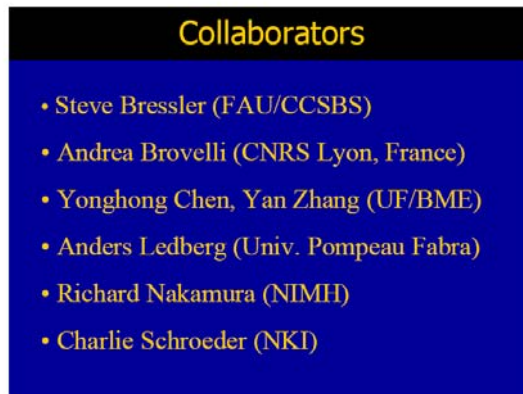 Collaborators
• Steve Bressler (FAU/CCSBS)
• Andrea Brovelli (CNRS Lyon, France)
• Yonghong Chen, Yan Zhang (UF/BME)
• Anders Ledberg (Univ. Pompeau Fabra)
• Richard Nakamura (NIMH)
• Charlie Schroeder (NKI)